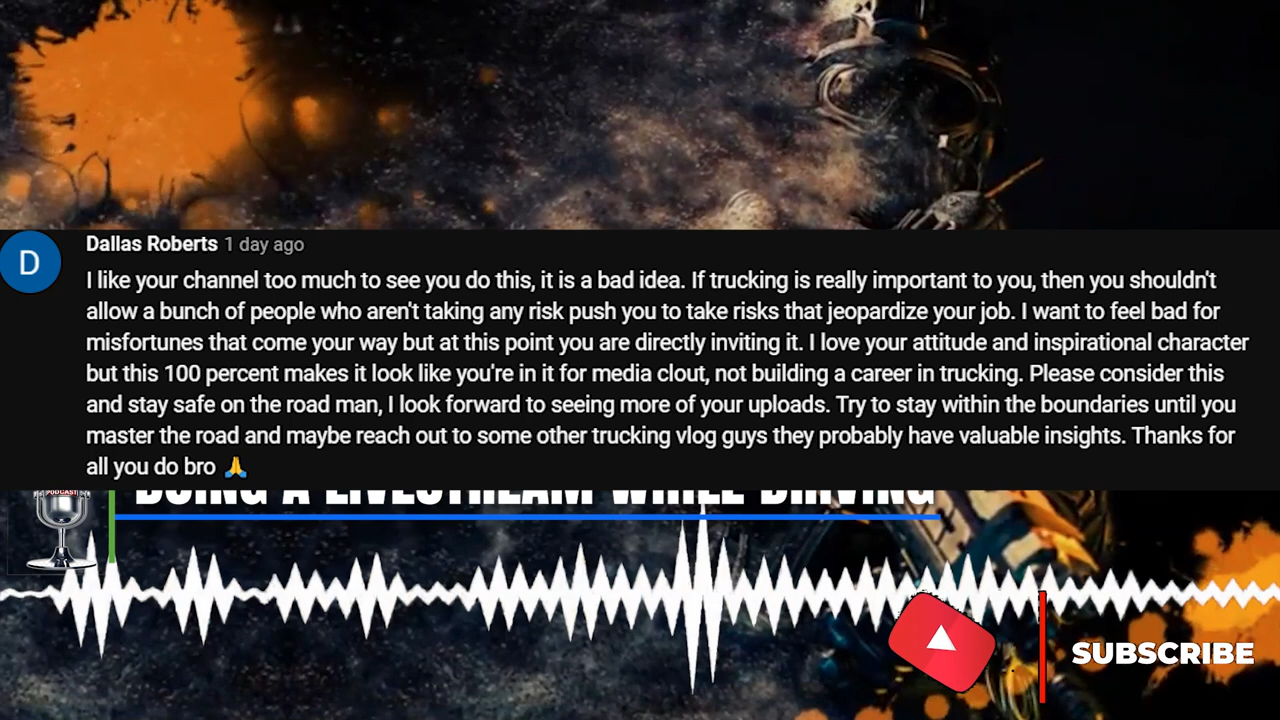 D
Dallas Roberts 1 day ago
I like your channel too much to see you do this, it is a bad idea. If trucking is really important to you, then you shouldn't
allow a bunch of people who aren't taking any risk push you to take risks that jeopardize your job. I want to feel bad for
misfortunes that come your way but at this point you are directly inviting it. I love your attitude and inspirational character
but this 100 percent makes it look like you're in it for media clout, not building a career in trucking. Please consider this
and stay safe on the road man, I look forward to seeing more of your uploads. Try to stay within the boundaries until you
master the road and maybe reach out to some other trucking vlog guys they probably have valuable insights. Thanks for
all you do bro 🙏
PODCAST
DOING A LIVESTREAM WHILE DRIVING
SUBSCRIBE